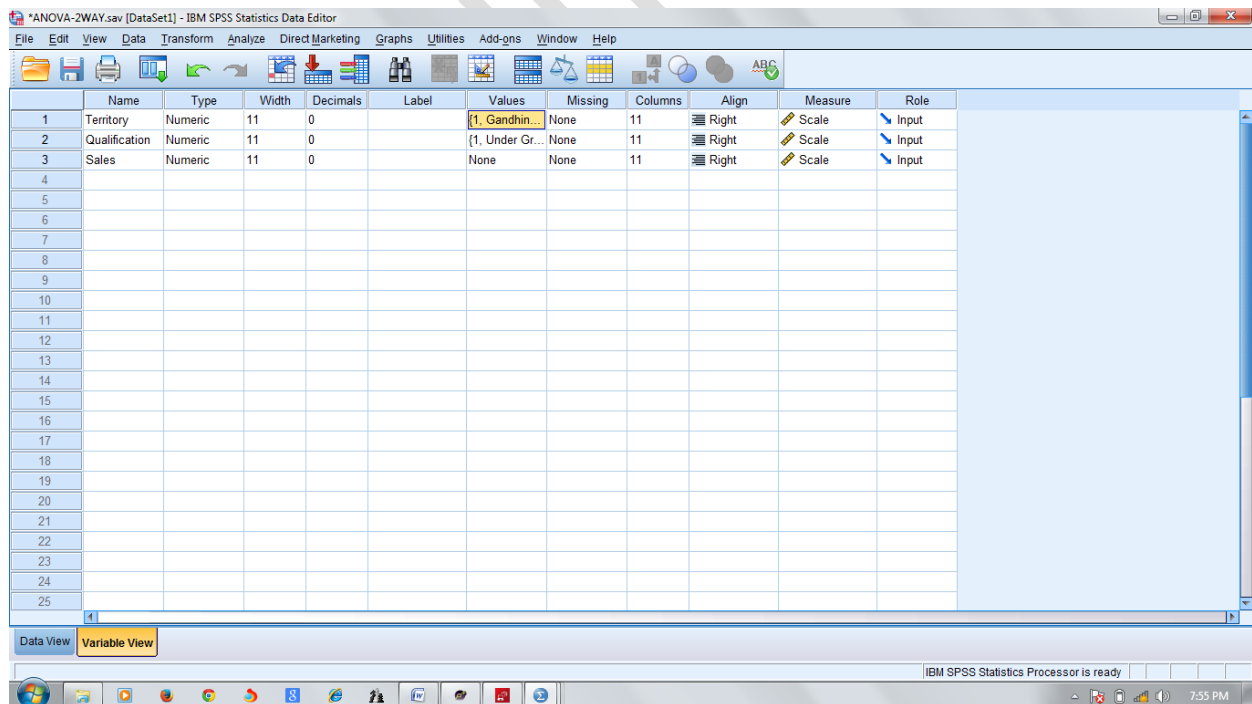 *ANOVA-2WAY.sav [DataSet1] - IBM SPSS Statistics Data Editor
File Edit View Data Transform Analyze Direct Marketing Graphs Utilities Add-ons Window Help
Name Type Width Decimals Label Values Missing Columns Align Measure Role
1 Territory Numeric 11 0 {1, Gandhin... None 11 Right Scale Input
2 Qualification Numeric 11 0 {1, Under Gr... None 11 Right Scale Input
3 Sales Numeric 11 0 None None 11 Right Scale Input
4
5
6
7
8
9
10
11
12
13
14
15
16
17
18
19
20
21
22
23
24
25
Data View Variable View
IBM SPSS Statistics Processor is ready
7:55 PM